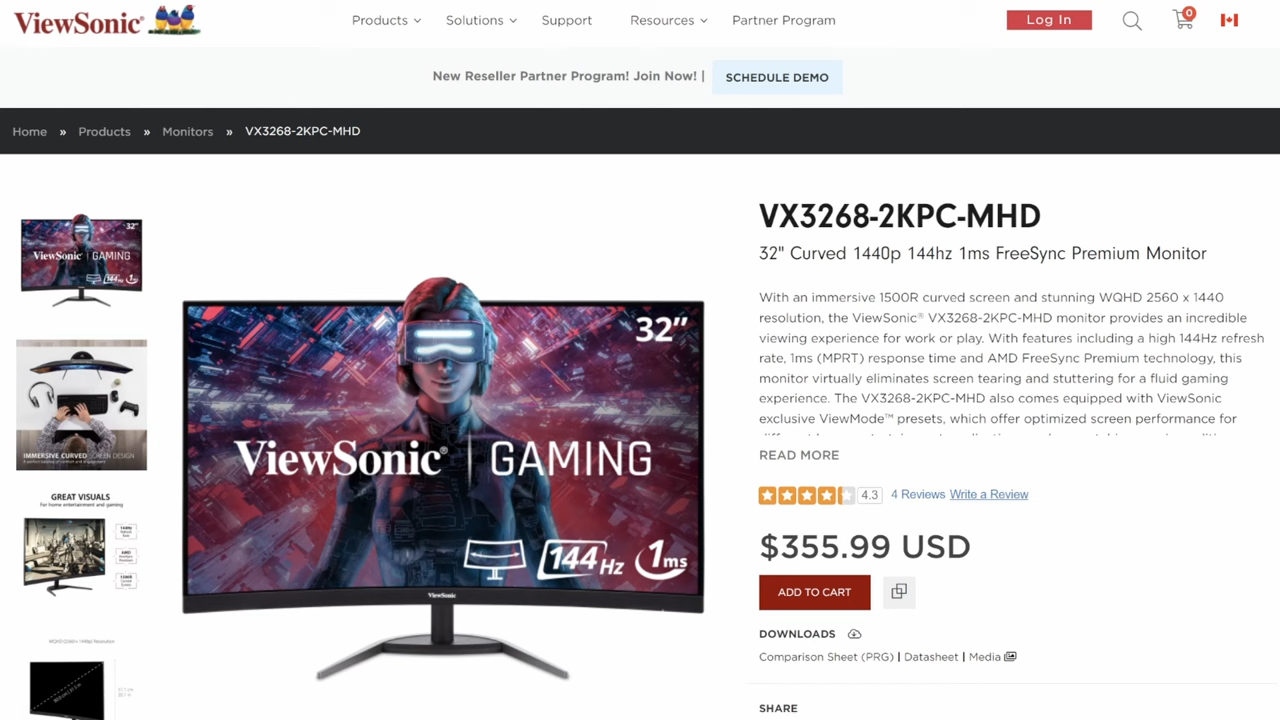 ViewSonic®
Products Solutions Support Resources Partner Program
Log In
0
New Reseller Partner Program! Join Now! | SCHEDULE DEMO
Home » Products » Monitors » VX3268-2KPC-MHD
32"
ViewSonic | GAMING
144Hz 1ms
IMMERSIVE CURVED SCREEN DESIGN
GREAT VISUALS
For home entertainment and gaming
32"
ViewSonic® | GAMING
144Hz 1ms
ViewSonic
VX3268-2KPC-MHD
32" Curved 1440p 144hz 1ms FreeSync Premium Monitor
With an immersive 1500R curved screen and stunning WQHD 2560 x 1440
resolution, the ViewSonic® VX3268-2KPC-MHD monitor provides an incredible
viewing experience for work or play. With features including a high 144Hz refresh
rate, 1ms (MPRT) response time and AMD FreeSync Premium technology, this
monitor virtually eliminates screen tearing and stuttering for a fluid gaming
experience. The VX3268-2KPC-MHD also comes equipped with ViewSonic
exclusive ViewMode™ presets, which offer optimized screen performance for
READ MORE
4.3 4 Reviews Write a Review
$355.99 USD
ADD TO CART
DOWNLOADS
Comparison Sheet (PRG) | Datasheet | Media
SHARE